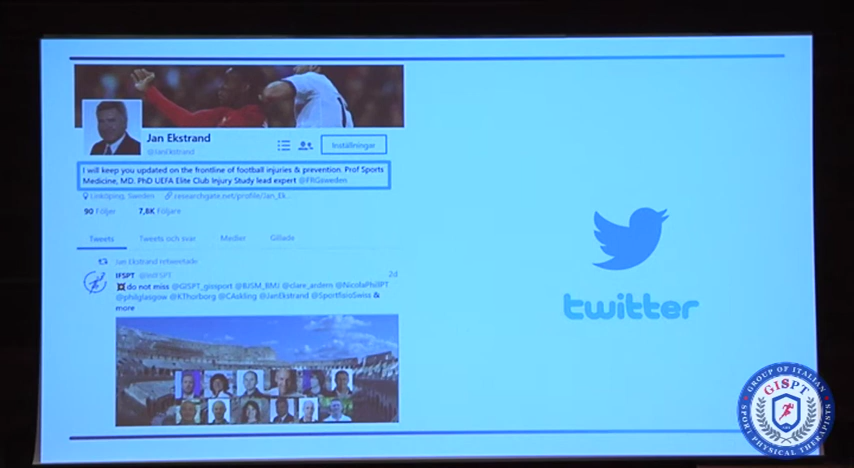 Jan Ekstrand
@JanEkstrand
Inställningar
I will keep you updated on the frontline of football injuries & prevention. Prof Sports
Medicine, MD. PhD UEFA Elite Club Injury Study lead expert @FRGsweden
Linköping, Sweden researchgate.net/profile/Jan_Ek...
90 Följer 7,8K Följare
Tweets Tweets och svar Medier Gillade
Jan Ekstrand retweetade
IFSPT 2d
do not miss @GISPT_gissport @BJSM_BMJ @clare_ardern @NicolaPhilPT
@philglasgow @KThorborg @CAskling @JanEkstrand @SportfisioSwiss &
more
twitter
GROUP OF ITALIAN
GISPT
SPORT PHYSICAL THERAPISTS